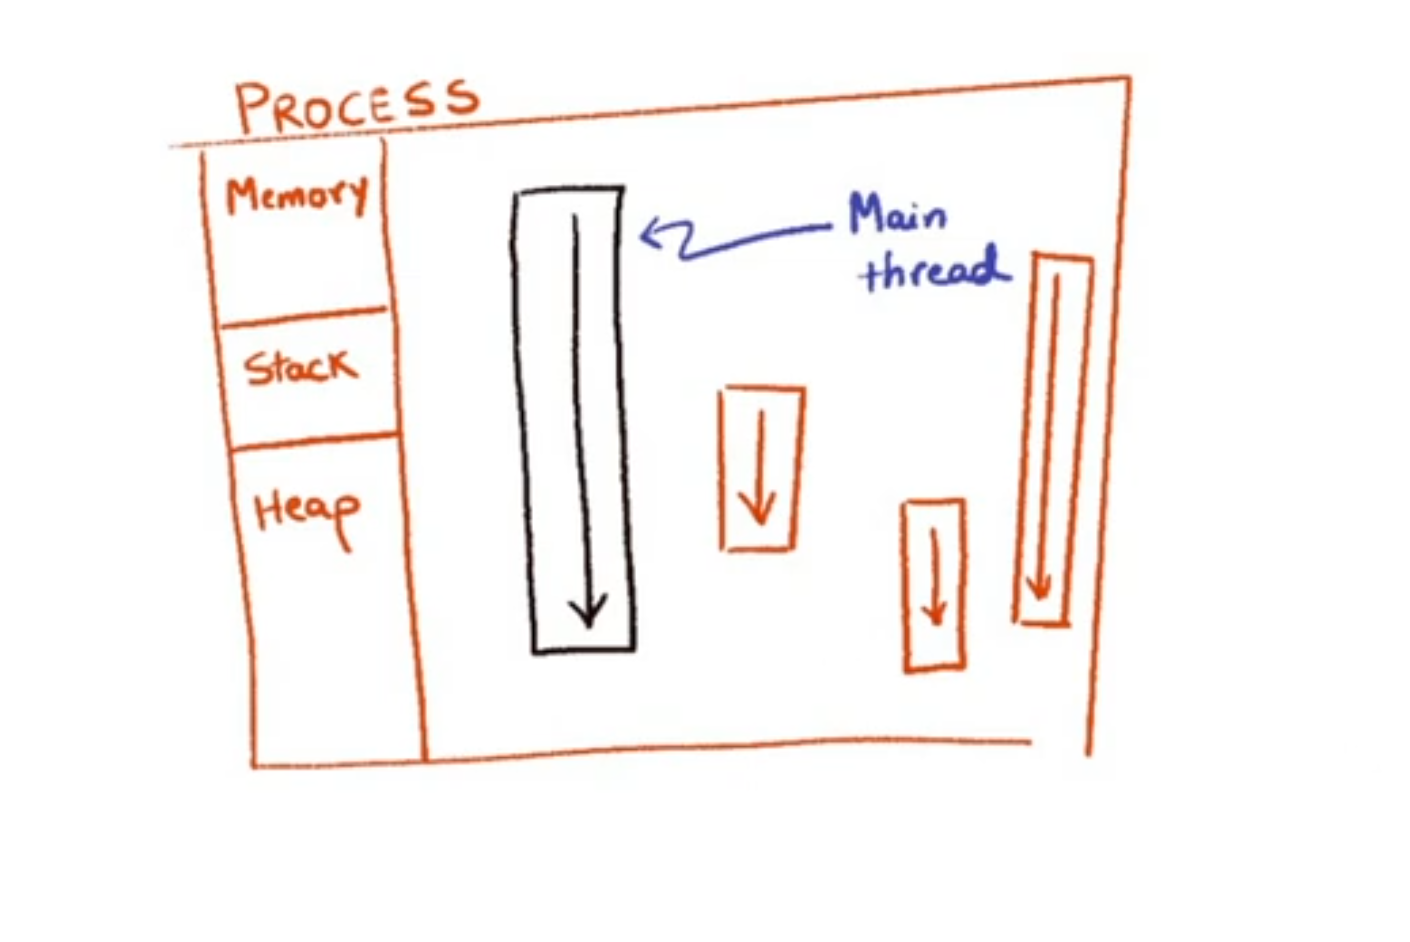 PROCESS
Memory
Stack
Heap
Main
thread